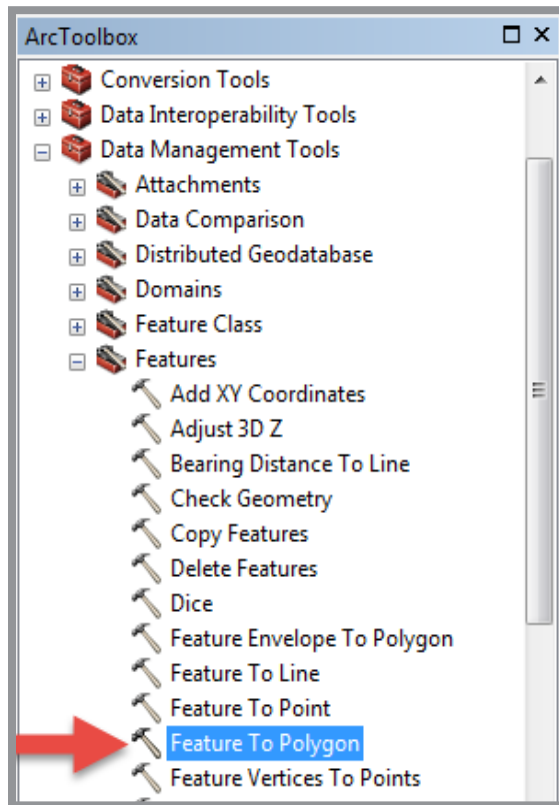 ArcToolbox
Conversion Tools
Data Interoperability Tools
Data Management Tools
Attachments
Data Comparison
Distributed Geodatabase
Domains
Feature Class
Features
Add XY Coordinates
Adjust 3D Z
Bearing Distance To Line
Check Geometry
Copy Features
Delete Features
Dice
Feature Envelope To Polygon
Feature To Line
Feature To Point
Feature To Polygon
Feature Vertices To Points